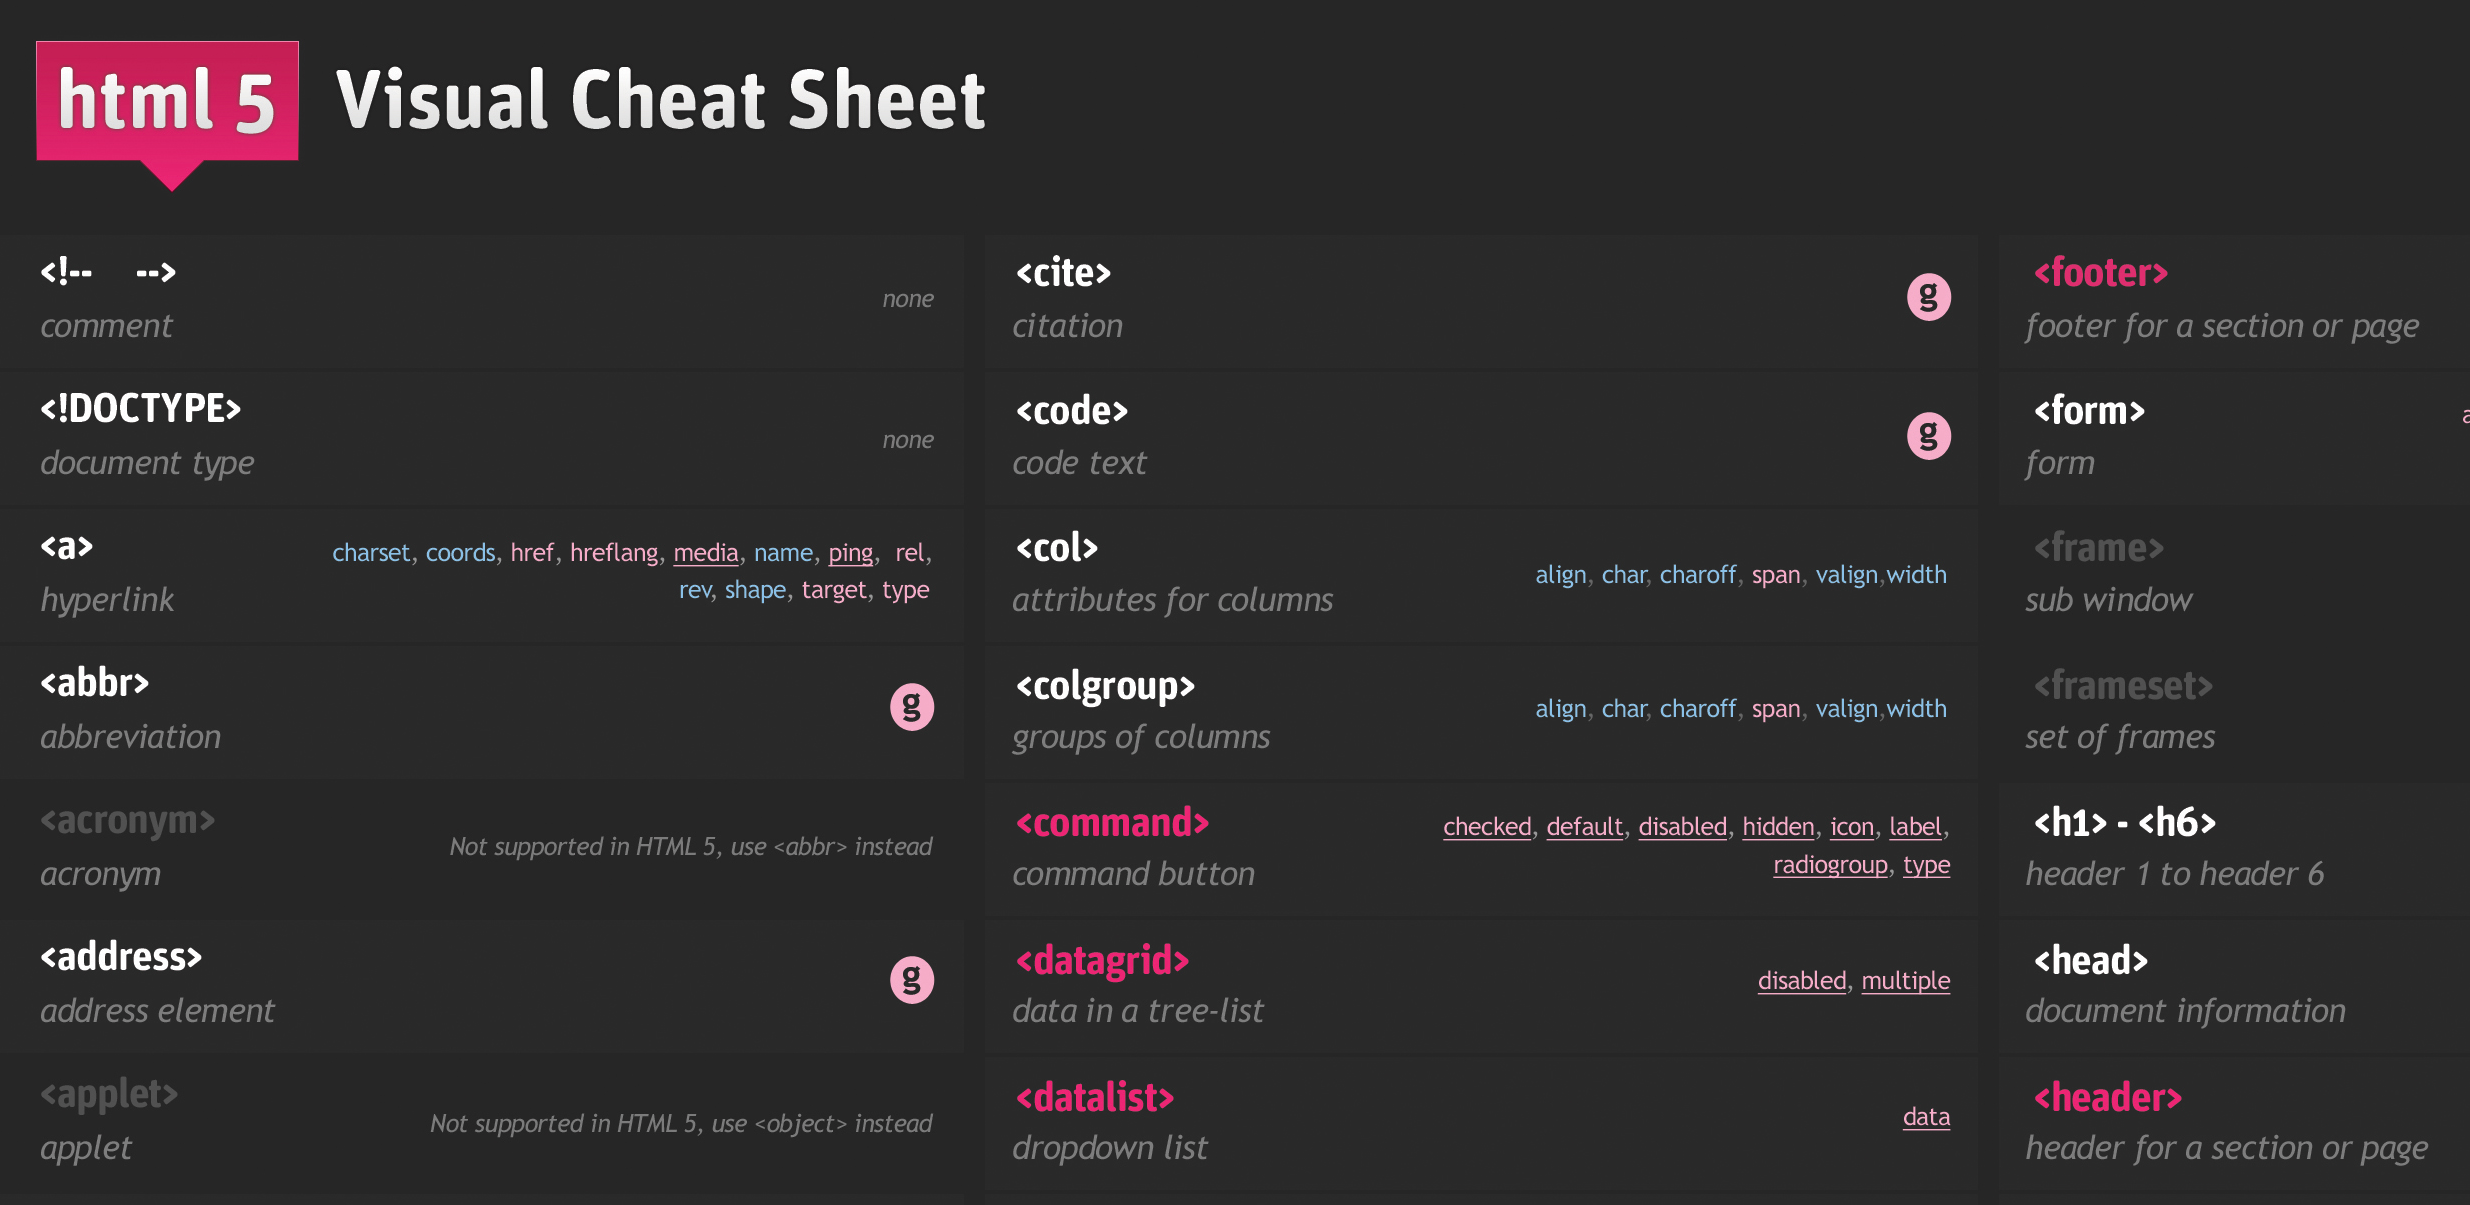 html 5 Visual Cheat Sheet
<!-- -->
none
comment
<!DOCTYPE>
none
document type
<a>
charset, coords, href, hreflang, media, name, ping, rel,
rev, shape, target, type
hyperlink
<abbr>
g
abbreviation
<acronym>
Not supported in HTML 5, use <abbr> instead
acronym
<address>
g
address element
<applet>
Not supported in HTML 5, use <object> instead
applet
<cite>
g
citation
<code>
g
code text
<col>
align, char, charoff, span, valign,width
attributes for columns
<colgroup>
align, char, charoff, span, valign,width
groups of columns
<command>
checked, default, disabled, hidden, icon, label,
radiogroup, type
command button
<datagrid>
disabled, multiple
data in a tree-list
<datalist>
data
dropdown list
<footer>
footer for a section or page
<form>
form
<frame>
sub window
<frameset>
set of frames
<h1> - <h6>
header 1 to header 6
<head>
document information
<header>
header for a section or page